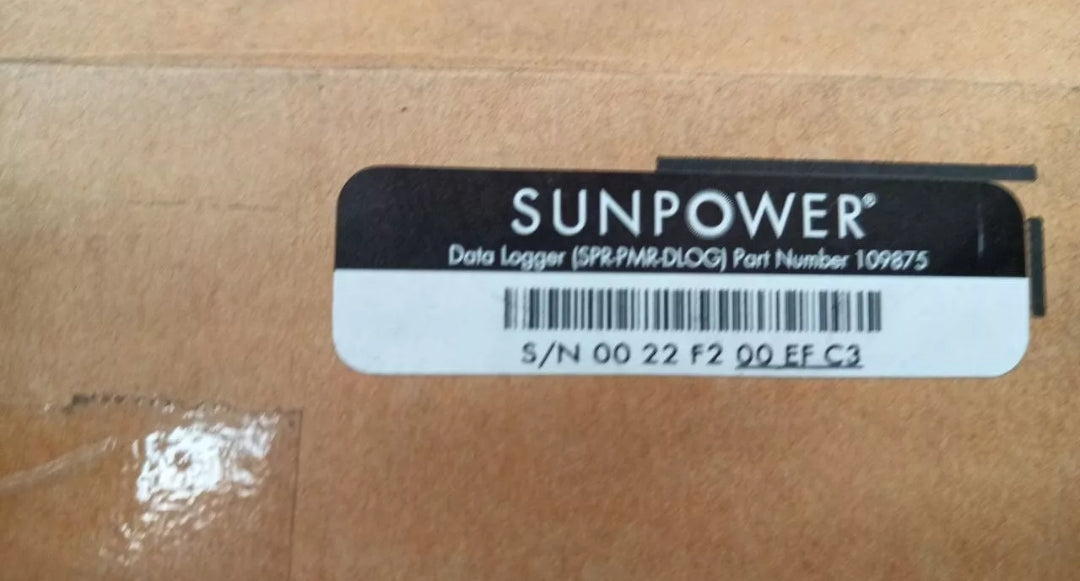 SUNPOWER®
Data Logger (SPR-PMR-DLOG) Part Number 109875
S/N 00 22 F2 00 EF C3